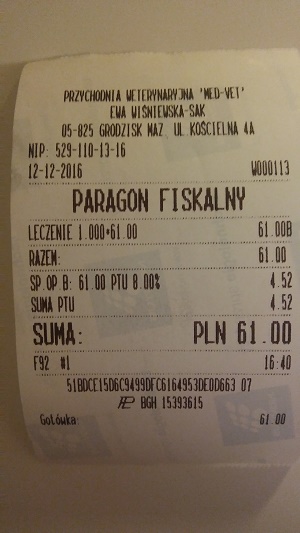 PRZYCHODNIA WETERYNARYJNA 'MED-VET'
EWA WIŚNIEWSKA-SAK
05-825 GRODZISK MAZ. UL.KOŚCIELNA 4A
NIP: 529-110-13-16
12-12-2016 W000113
PARAGON FISKALNY
LECZENIE 1.000*61.00 61.00B
RAZEM: 61.00
SP.OP B: 61.00 PTU 8.00% 4.52
SUMA PTU 4.52
SUMA: PLN 61.00
F92 #1 16:40
51BDCE15D6C9499DFC6164953DE0D663 07
BGH 15393615
Gotówka: 61.00